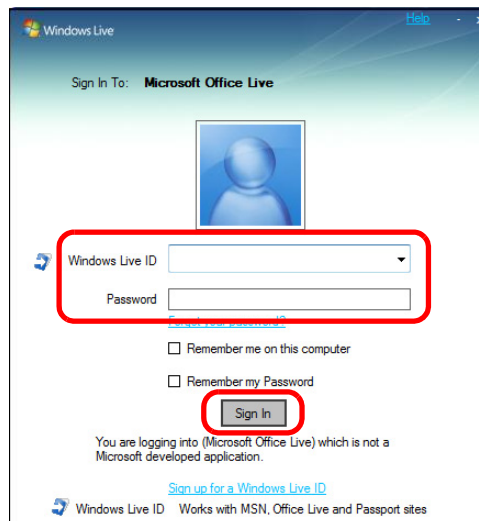 Windows Live
Help
Sign In To: Microsoft Office Live
Windows Live ID
Password
Forgot your password?
Remember me on this computer
Remember my Password
Sign In
You are logging into (Microsoft Office Live) which is not a
Microsoft developed application.
Sign up for a Windows Live ID
Windows Live ID Works with MSN, Office Live and Passport sites